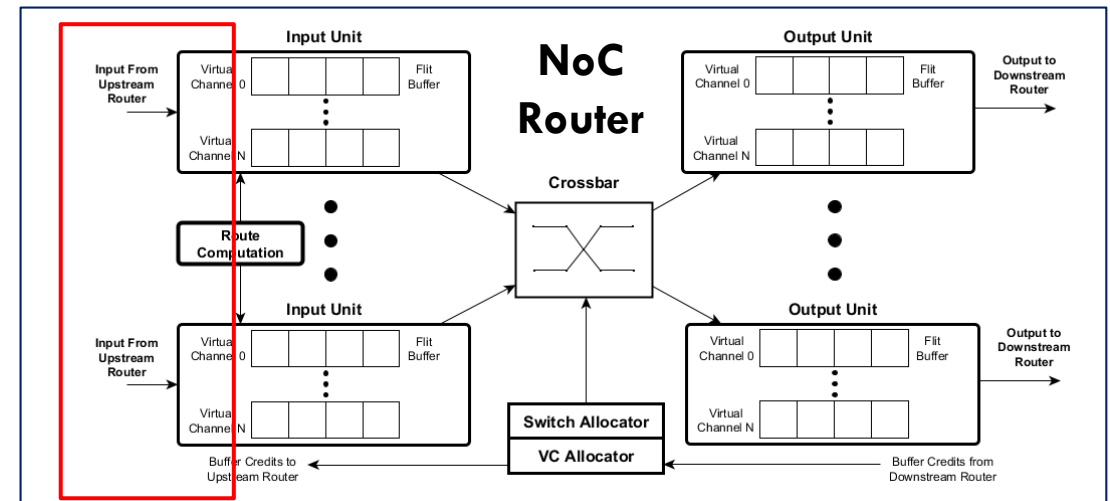 Input Unit
Input From
Upstream
Router
Virtual
Channel 0
Flit
Buffer
Virtual
Channel N
NoC
Router
Output Unit
Virtual
Channel 0
Flit
Buffer
Virtual
Channel N
Output to
Downstream
Router
Crossbar
Route
Computation
Input Unit
Input From
Upstream
Router
Virtual
Channel 0
Flit
Buffer
Virtual
Channel N
Output Unit
Virtual
Channel 0
Flit
Buffer
Virtual
Channel N
Output to
Downstream
Router
Switch Allocator
VC Allocator
Buffer Credits to
Upstream Router
Buffer Credits from
Downstream Router